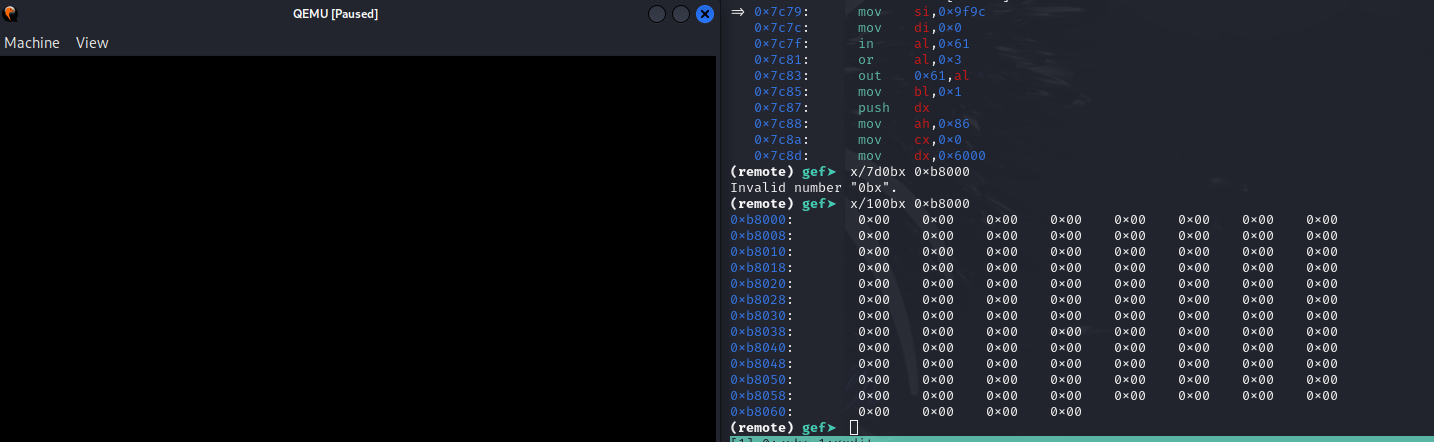 QEMU [Paused]
Machine View
=> 0x7c79: mov si,0x9f9c
0x7c7c: mov di,0x0
0x7c7f: in al,0x61
0x7c81: or al,0x3
0x7c83: out 0x61,al
0x7c85: mov bl,0x1
0x7c87: push dx
0x7c88: mov ah,0x86
0x7c8a: mov cx,0x0
0x7c8d: mov dx,0x6000
(remote) gef➤ x/7d0bx 0xb8000
Invalid number "0bx".
(remote) gef➤ x/100bx 0xb8000
0xb8000: 0x00 0x00 0x00 0x00 0x00 0x00 0x00 0x00
0xb8008: 0x00 0x00 0x00 0x00 0x00 0x00 0x00 0x00
0xb8010: 0x00 0x00 0x00 0x00 0x00 0x00 0x00 0x00
0xb8018: 0x00 0x00 0x00 0x00 0x00 0x00 0x00 0x00
0xb8020: 0x00 0x00 0x00 0x00 0x00 0x00 0x00 0x00
0xb8028: 0x00 0x00 0x00 0x00 0x00 0x00 0x00 0x00
0xb8030: 0x00 0x00 0x00 0x00 0x00 0x00 0x00 0x00
0xb8038: 0x00 0x00 0x00 0x00 0x00 0x00 0x00 0x00
0xb8040: 0x00 0x00 0x00 0x00 0x00 0x00 0x00 0x00
0xb8048: 0x00 0x00 0x00 0x00 0x00 0x00 0x00 0x00
0xb8050: 0x00 0x00 0x00 0x00 0x00 0x00 0x00 0x00
0xb8058: 0x00 0x00 0x00 0x00 0x00 0x00 0x00 0x00
0xb8060: 0x00 0x00 0x00 0x00
(remote) gef➤